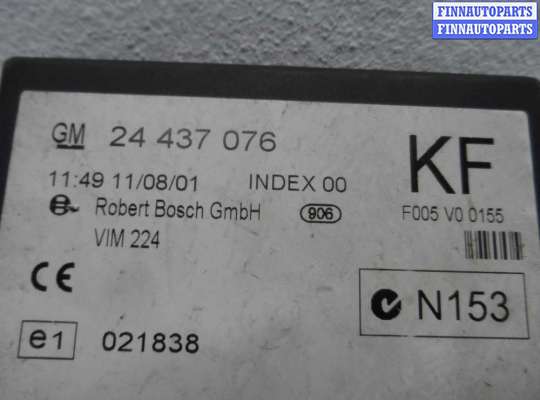 FINNAUTOPARTS
FINNAUTOPARTS
GM 24 437 076
KF
11:49 11/08/01 INDEX 00
Robert Bosch GmbH 906 F005 V0 0155
VIM 224
CE
N153
e1 021838